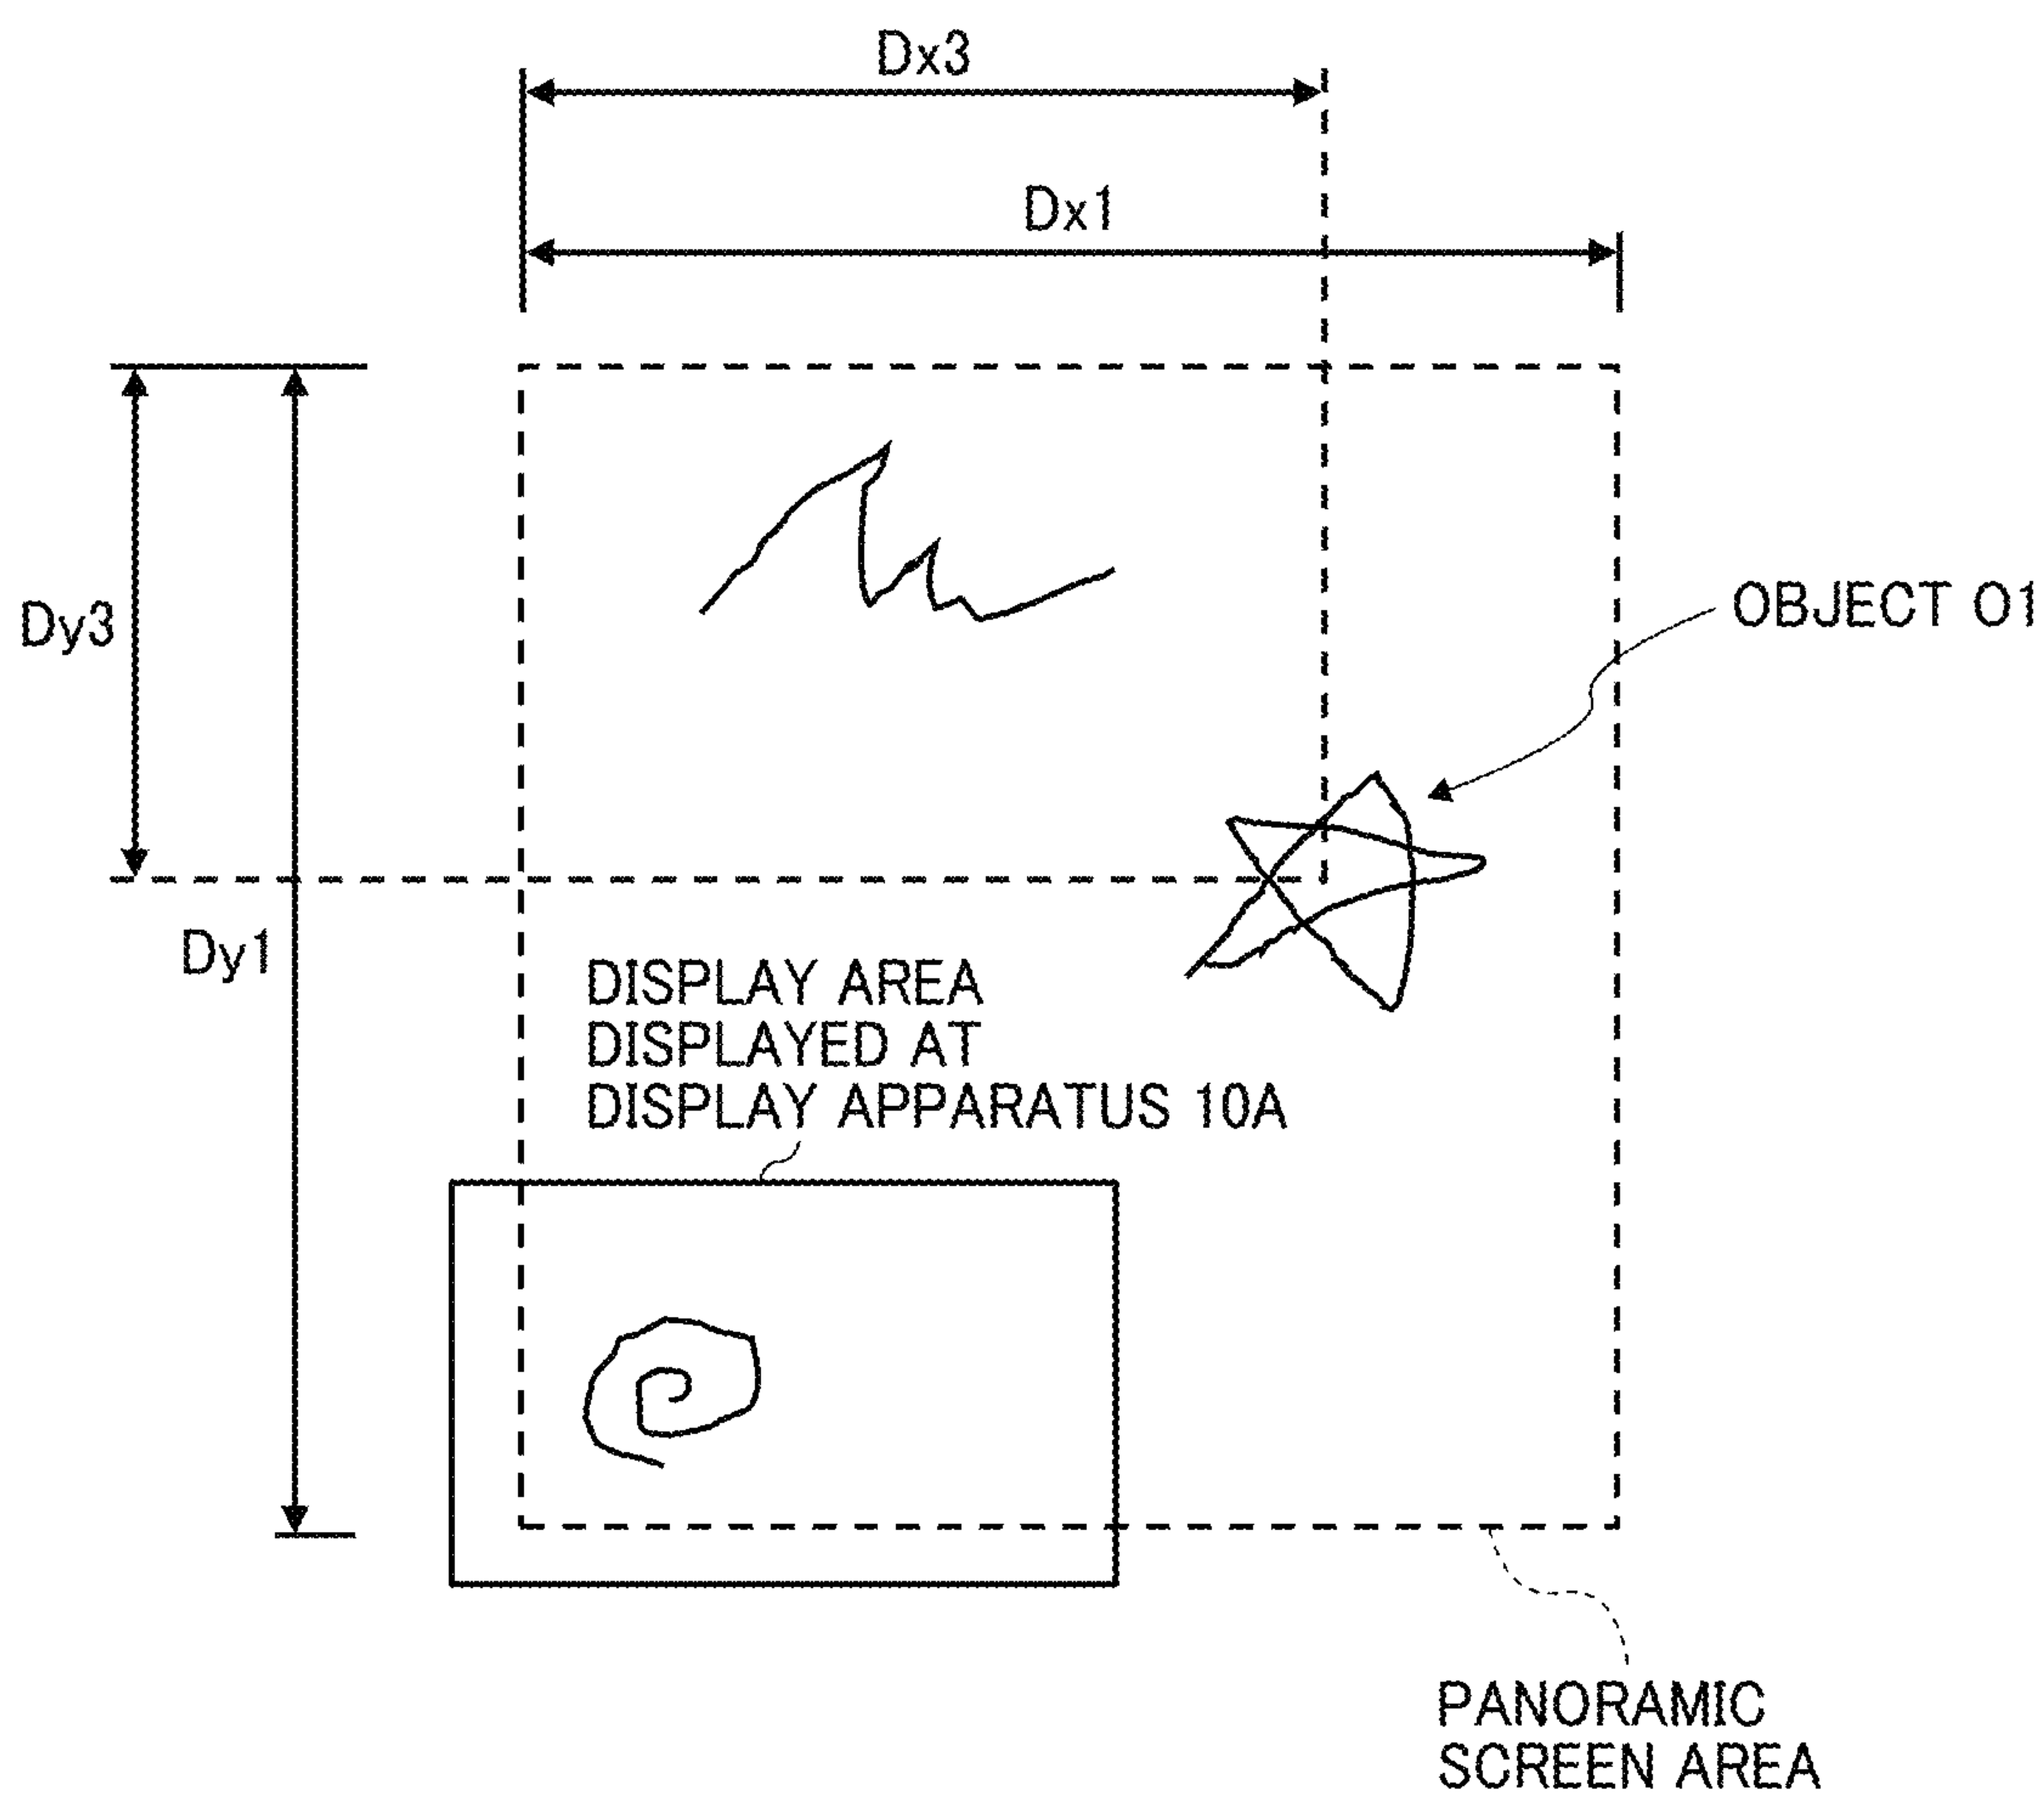 Dx3
Dx1
OBJECT O1
Dy3
Dy1
DISPLAY AREA
DISPLAYED AT
DISPLAY APPARATUS 10A
PANORAMIC
SCREEN AREA